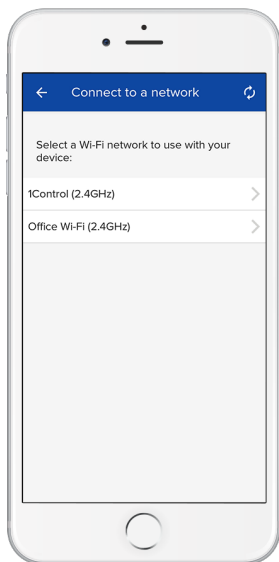 Connect to a network
Select a Wi-Fi network to use with your
device:
1Control (2.4GHz)
Office Wi-Fi (2.4GHz)